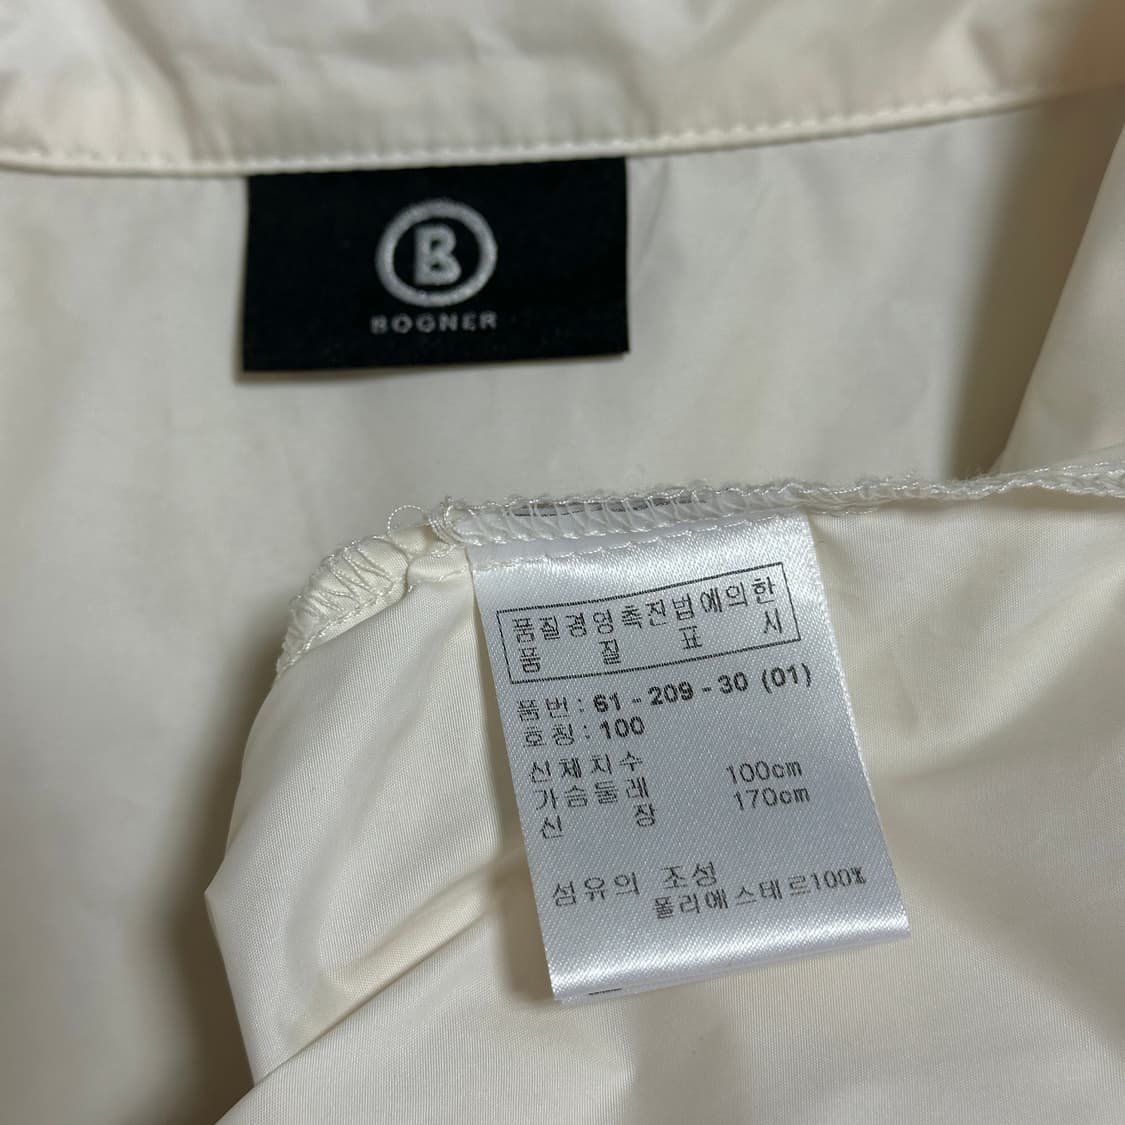 B
BOGNER
품질경영촉진법에의한
품 질 표 시
품번 : 61 - 209 - 30 (01)
호칭 : 100
신체치수
가슴둘레 100cm
신 장 170cm
섬유의 조성
폴리에스테르100%